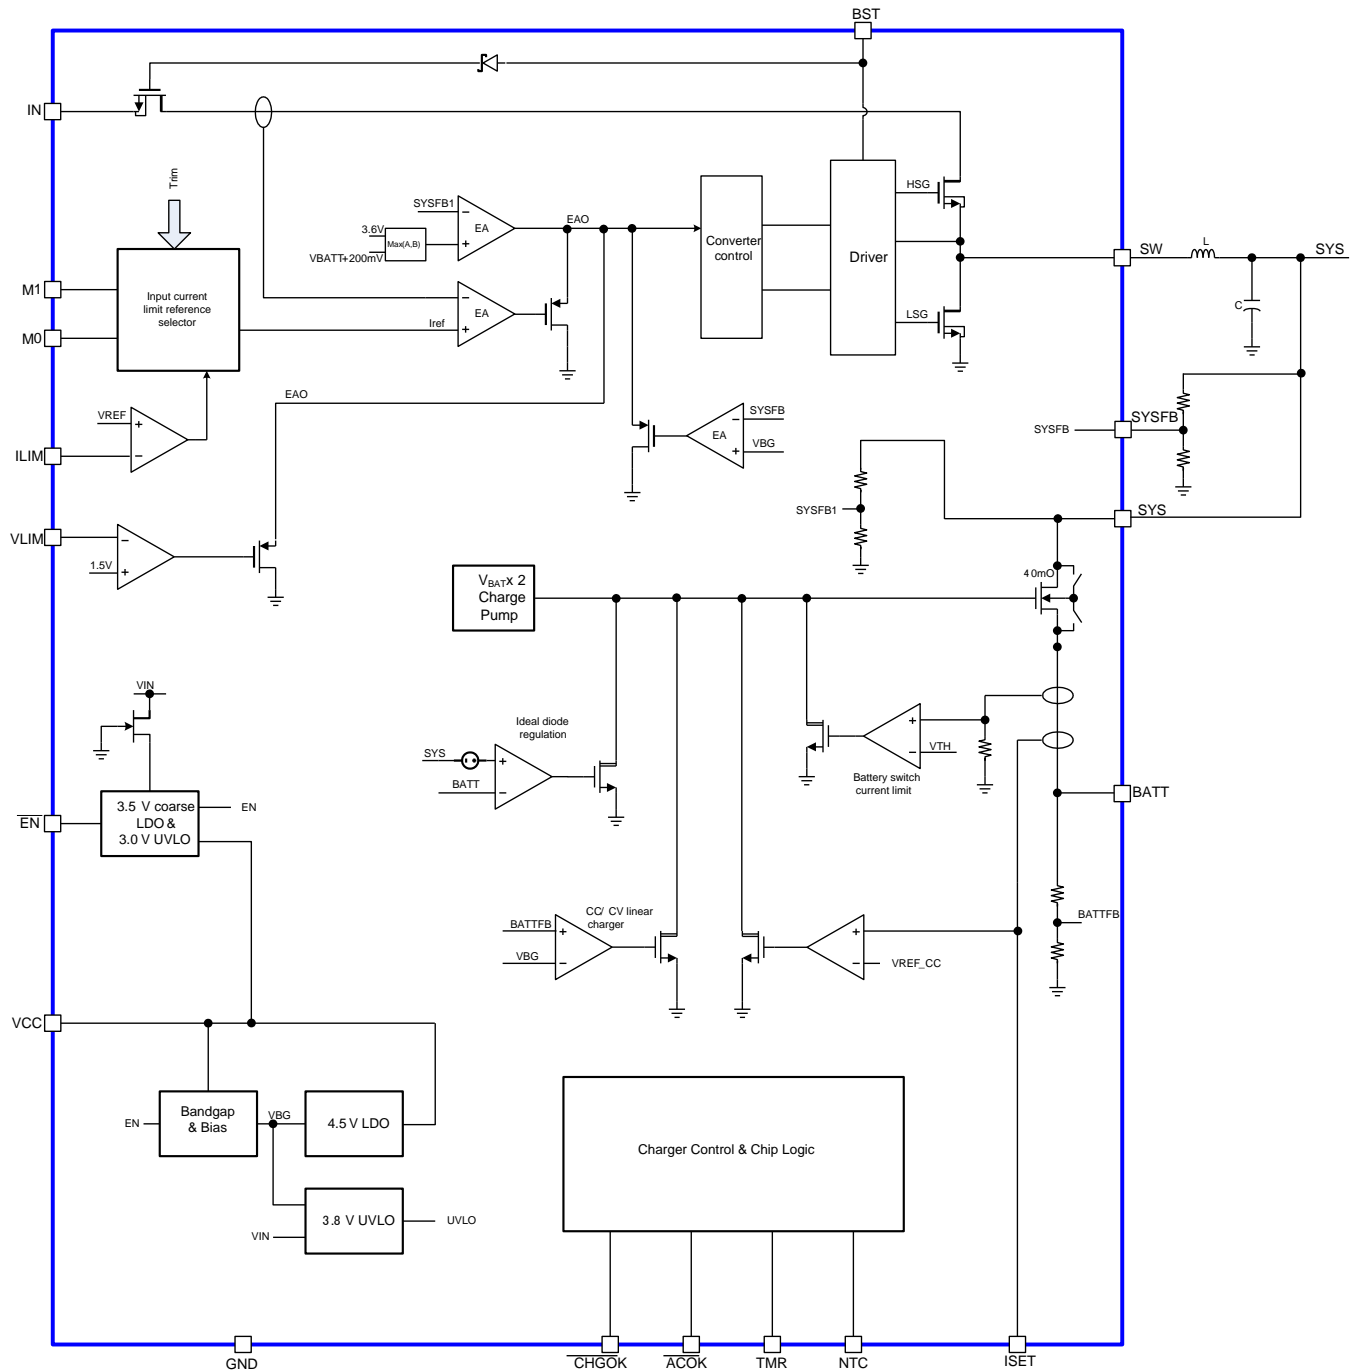 BST
IN
Trim
HSG
SYSFB1
EAO
EA
3.6V
Max(A,B)
VBATT+200mV
Converter
control
Driver
SW
L
SYS
M1
Input current
limit reference
selector
M0
Iref
EA
LSG
C
EAO
VREF
ILIM
SYSFB
EA
VBG
SYSFB
SYSFB
SYSFB1
SYS
VLIM
1.5V
VBATx 2
Charge
Pump
40mO
VIN
Ideal diode
regulation
SYS
BATT
VTH
Battery switch
current limit
BATT
EN
3.5 V coarse
LDO &
3.0 V UVLO
EN
CC/ CV linear
charger
BATTFB
VBG
VREF_CC
BATTFB
VCC
EN
Bandgap
& Bias
VBG
4.5 V LDO
Charger Control & Chip Logic
3.8 V UVLO
UVLO
VIN
GND
CHGOK
ACOK
TMR
NTC
ISET